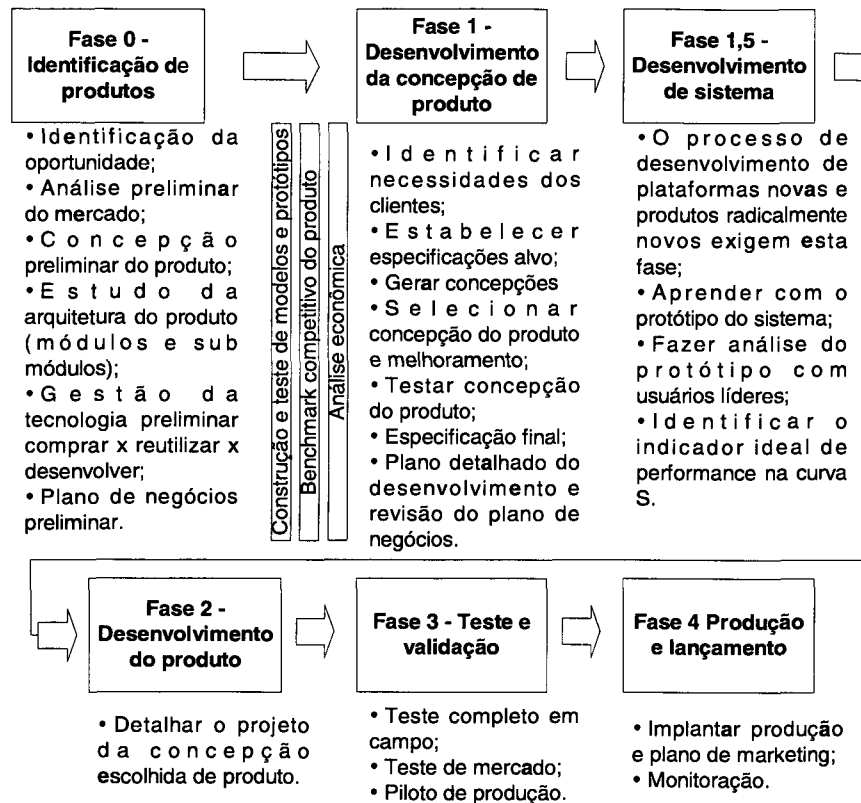 Fase 0 -
Identificação de
produtos
Fase 1 -
Desenvolvimento
da concepção de
produto
Fase 1,5 -
Desenvolvimento
de sistema
• Identificação da
oportunidade;
• Análise preliminar
do mercado;
• Concepção
preliminar do produto;
• Estudo da
arquitetura do produto
(módulos e sub
módulos);
• Gestão da
tecnologia preliminar
comprar x reutilizar x
desenvolver;
• Plano de negócios
preliminar.
Construção e teste de modelos e protótipos
Benchmark competitivo do produto
Análise econômica
• Identificar
necessidades dos
clientes;
• Estabelecer
especificações alvo;
• Gerar concepções
• Selecionar
concepção do produto
e melhoramento;
• Testar concepção
do produto;
• Especificação final;
• Plano detalhado do
desenvolvimento e
revisão do plano de
negócios.
• O processo de
desenvolvimento de
plataformas novas e
produtos radicalmente
novos exigem esta
fase;
• Aprender com o
protótipo do sistema;
• Fazer análise do
protótipo com
usuários líderes;
• Identificar o
indicador ideal de
performance na curva
S.
Fase 2 -
Desenvolvimento
do produto
Fase 3 - Teste e
validação
Fase 4 Produção
e lançamento
• Detalhar o projeto
da concepção
escolhida de produto.
• Teste completo em
campo;
• Teste de mercado;
• Piloto de produção.
• Implantar produção
e plano de marketing;
• Monitoração.